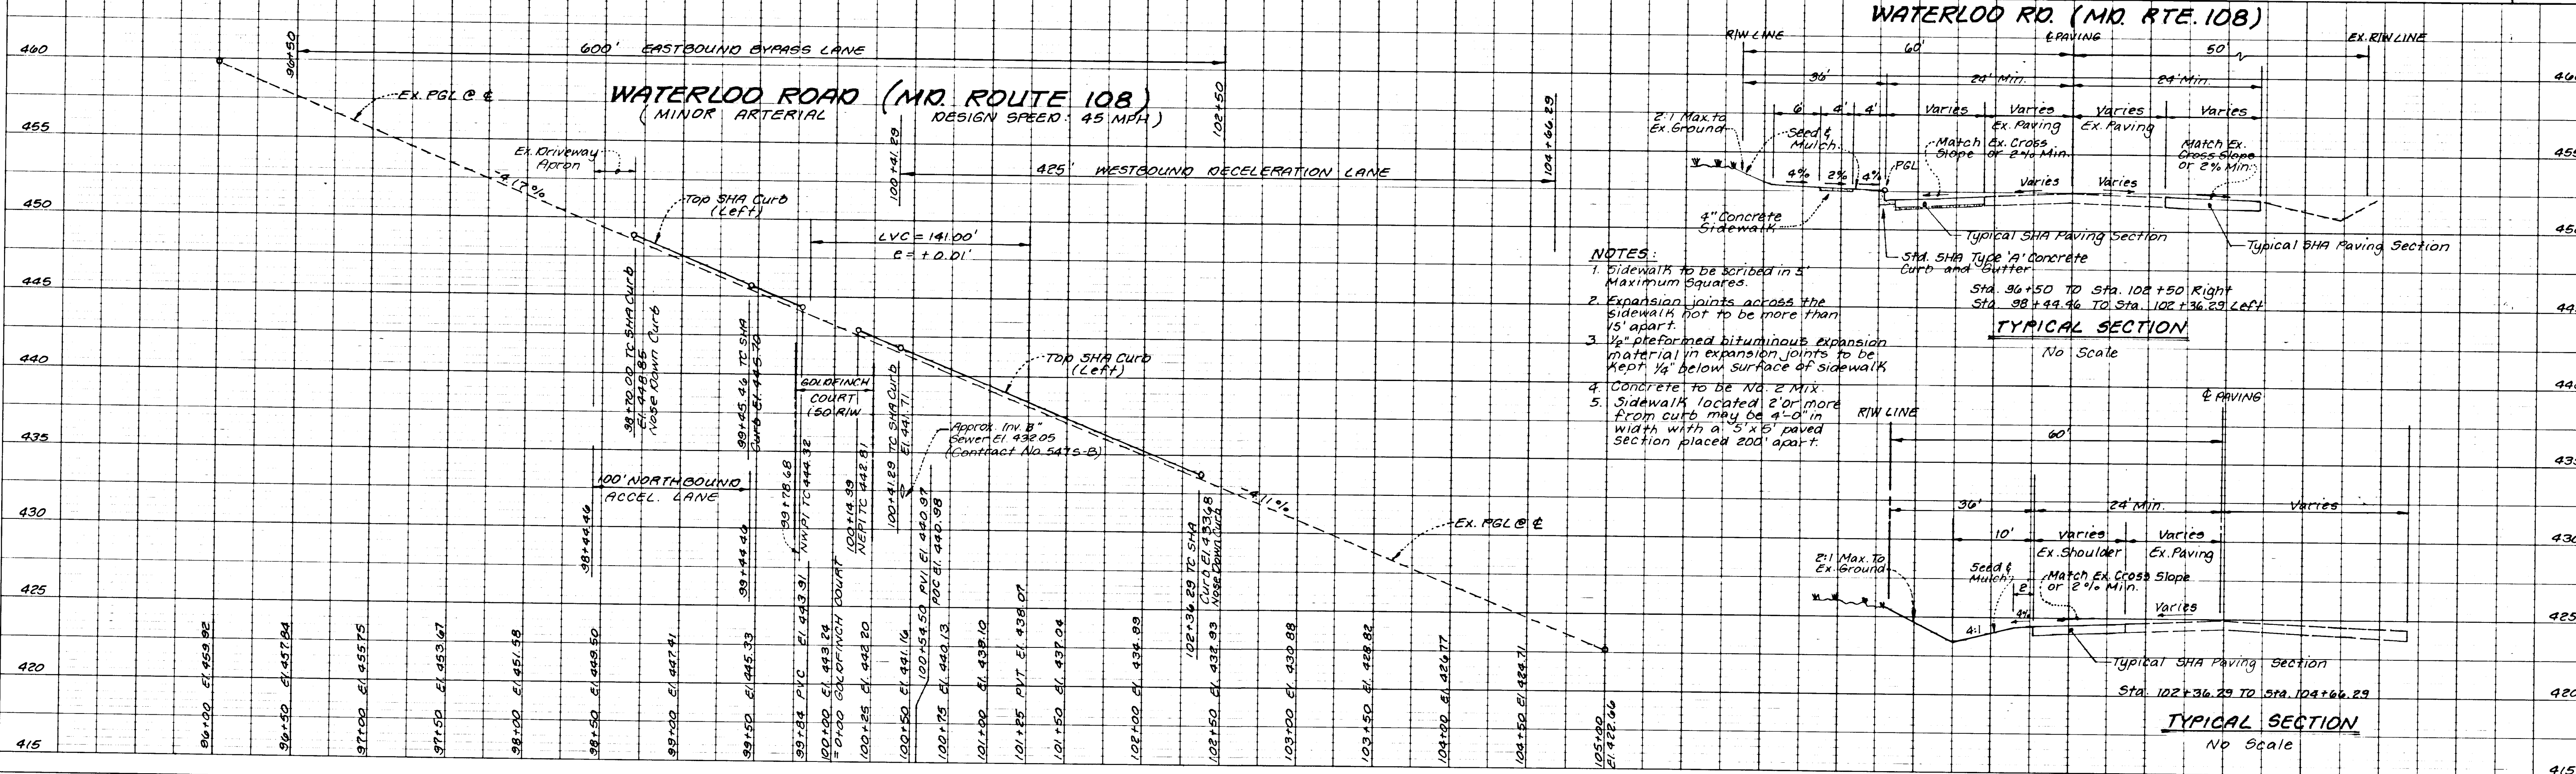 460
455
450
445
440
435
430
425
420
415
96+50
600' EASTBOUND BYPASS LANE
102+50
EX. PGL @ ℄
WATERLOO ROAD (MD. ROUTE 108)
(MINOR ARTERIAL DESIGN SPEED: 45 MPH)
Ex. Driveway
Apron
-4.17%
100+41.29
425' WESTBOUND DECELERATION LANE
104+66.29
Top SHA Curb
(Left)
LVC = 141.00'
e = +0.01'
98+70.00 TC SHA Curb
El. 448.85
Nose Down Curb
99+45.46 TC SHA
Curb El. 445.70
GOLDFINCH
COURT
(50' R/W
Top SHA Curb
(Left)
100+41.29 TC SHA Curb
El. 441.71
Approx. Inv. 8"
Sewer El. 432.05
(Contract No. 547 S-B)
100' NORTHBOUND
ACCEL. LANE
98+44.46
99+44.46
99+78.68
NWPI TC 444.32
100+14.99
NEPI TC 442.81
102+36.29 TC SHA
Curb El. 433.68
Nose Down Curb
-4.11%
Ex. PGL @ ℄
96+00 El. 459.92
96+50 El. 457.84
97+00 El. 455.75
97+50 El. 453.67
98+00 El. 451.58
98+50 El. 449.50
99+00 El. 447.41
99+50 El. 445.33
99+84 PVC El. 443.91
100+00 El. 443.24
= 0+00 GOLDFINCH COURT
100+25 El. 442.20
100+50 El. 441.16
100+54.50 PVI El. 440.97
POC El. 440.98
100+75 El. 440.13
101+00 El. 439.10
101+25 PVT El. 438.07
101+50 El. 437.04
102+00 El. 434.99
102+50 El. 432.93
103+00 El. 430.88
103+50 El. 428.82
104+00 El. 426.77
104+50 El. 424.71
105+00
El. 422.66
WATERLOO RD. (MD. RTE. 108)
R/W LINE
℄ PAVING
EX. R/W LINE
60'
50'
36'
24' Min.
24' Min.
6'
4'
4'
Varies
Varies
Varies
Varies
Ex. Paving
Ex. Paving
2:1 Max. to
Ex. Ground
Seed &
Mulch
Match Ex. Cross
Slope or 2% Min.
Match Ex.
Cross Slope
or 2% Min.
PGL
4%
2%
4%
Varies
Varies
4" Concrete
Sidewalk
Typical SHA Paving Section
Typical SHA Paving Section
Std. SHA Type 'A' Concrete
Curb and Gutter
Sta. 96+50 TO Sta. 102+50 Right
Sta. 98+44.46 TO Sta. 102+36.29 Left
TYPICAL SECTION
No Scale
NOTES:
1. Sidewalk to be scribed in 5'
Maximum Squares.
2. Expansion joints across the
sidewalk not to be more than
15' apart.
3. 1/2" preformed bituminous expansion
material in expansion joints to be
kept 1/4" below surface of sidewalk
4. Concrete to be No. 2 Mix.
5. Sidewalk located 2' or more
from curb may be 4'-0" in
width with a 5' x 5' paved
section placed 200' apart.
R/W LINE
℄ PAVING
60'
36'
24' Min.
Varies
10'
Varies
Varies
Ex. Shoulder
Ex. Paving
2:1 Max. To
Ex. Ground
Seed &
Mulch
2'
Match Ex. Cross Slope
or 2% Min.
4:1
4%
Varies
Typical SHA Paving Section
Sta. 102+36.29 TO Sta. 104+66.29
TYPICAL SECTION
No Scale
425
420
415